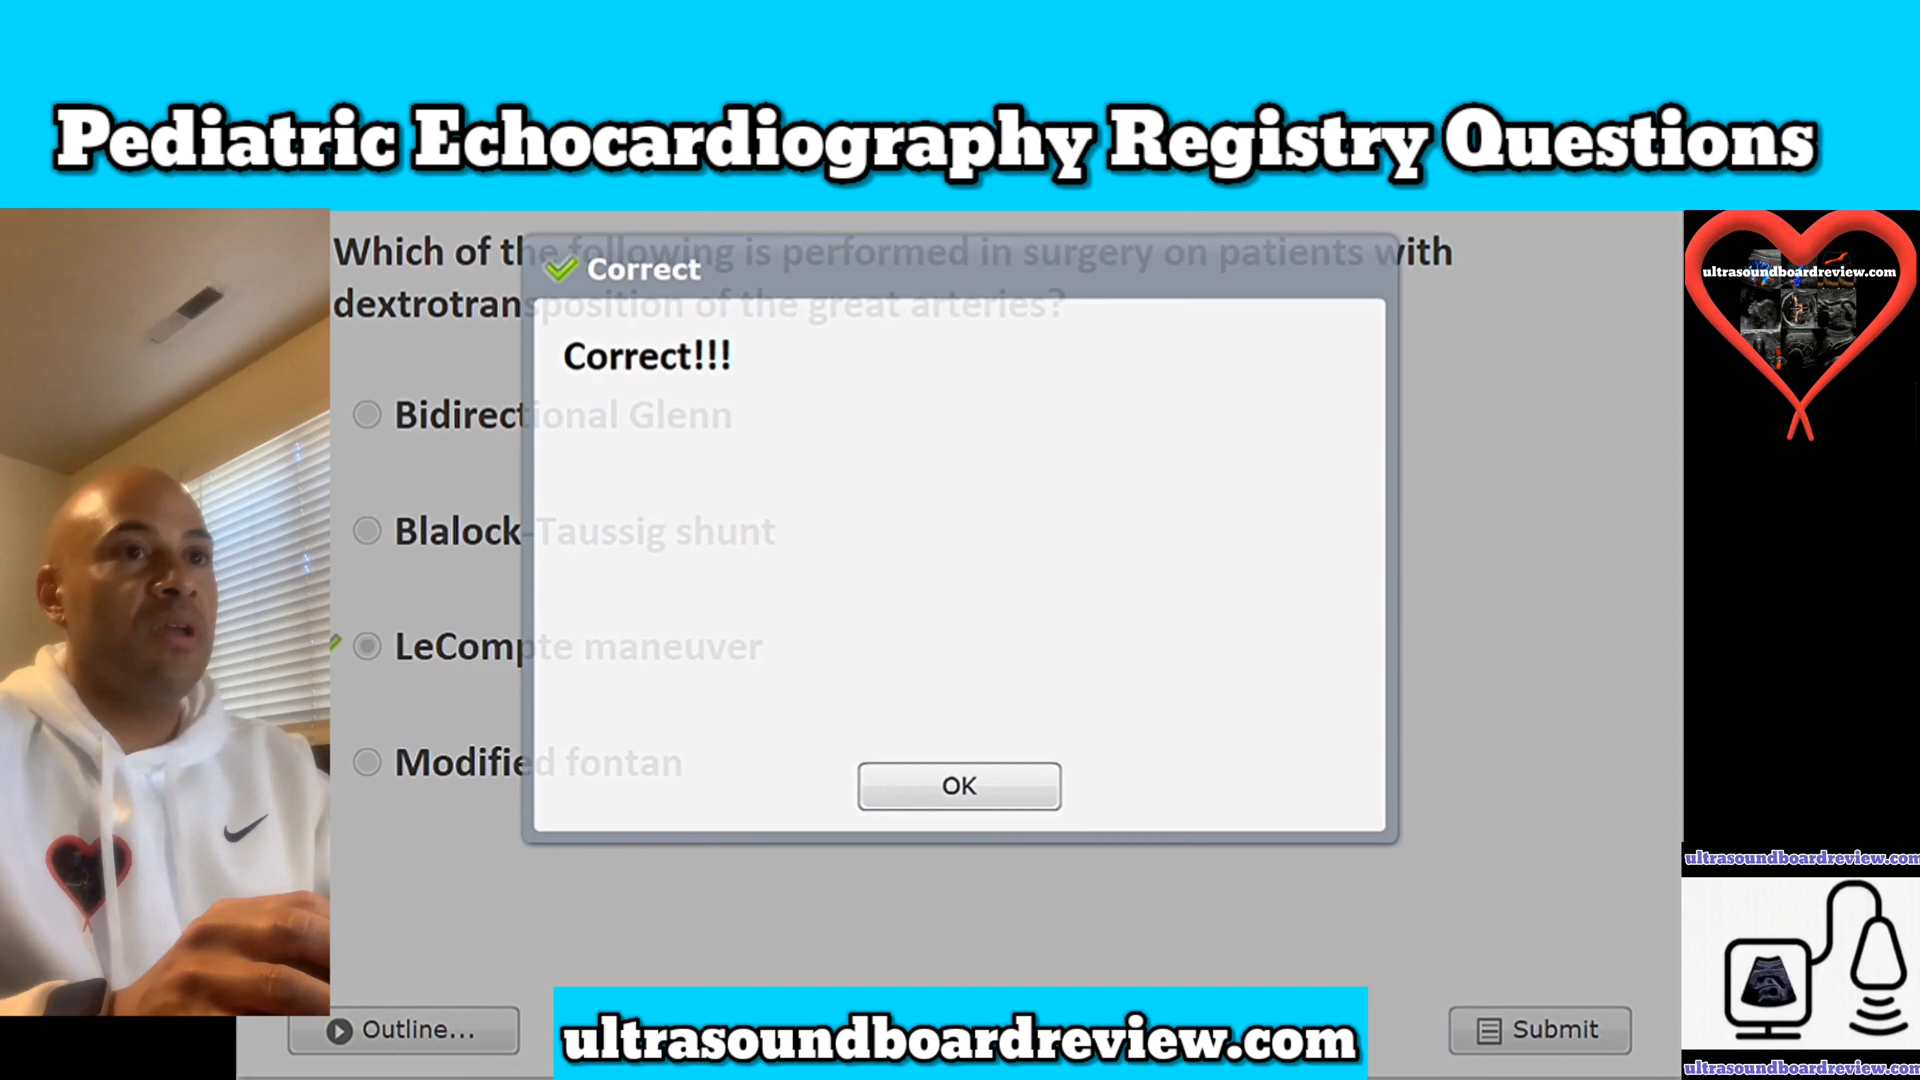 Pediatric Echocardiography Registry Questions
Which of the following is performed in surgery on patients with
dextrotransposition of the great arteries?
Correct
Correct!!!
Bidirectional Glenn
Blalock-Taussig shunt
LeCompte maneuver
Modified fontan
OK
Outline...
Submit
ultrasoundboardreview.com
ultrasoundboardreview.com
ultrasoundboardreview.com
ultrasoundboardreview.com